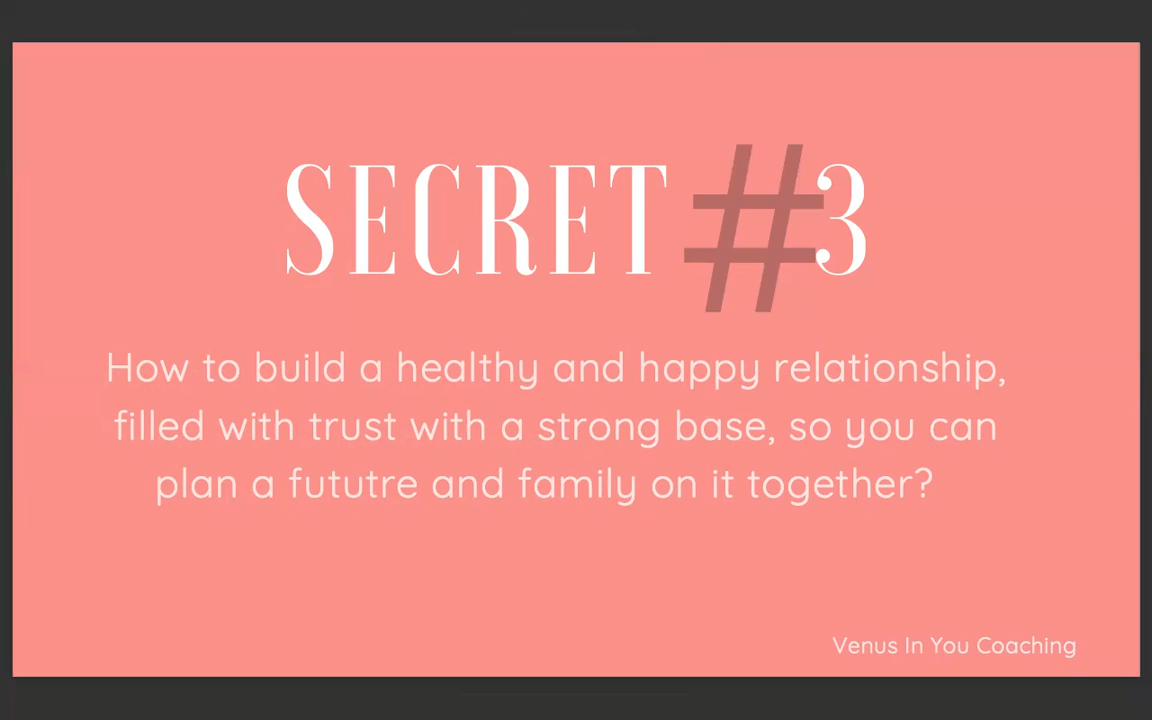 SECRET #3
How to build a healthy and happy relationship,
filled with trust with a strong base, so you can
plan a fututre and family on it together?
Venus In You Coaching